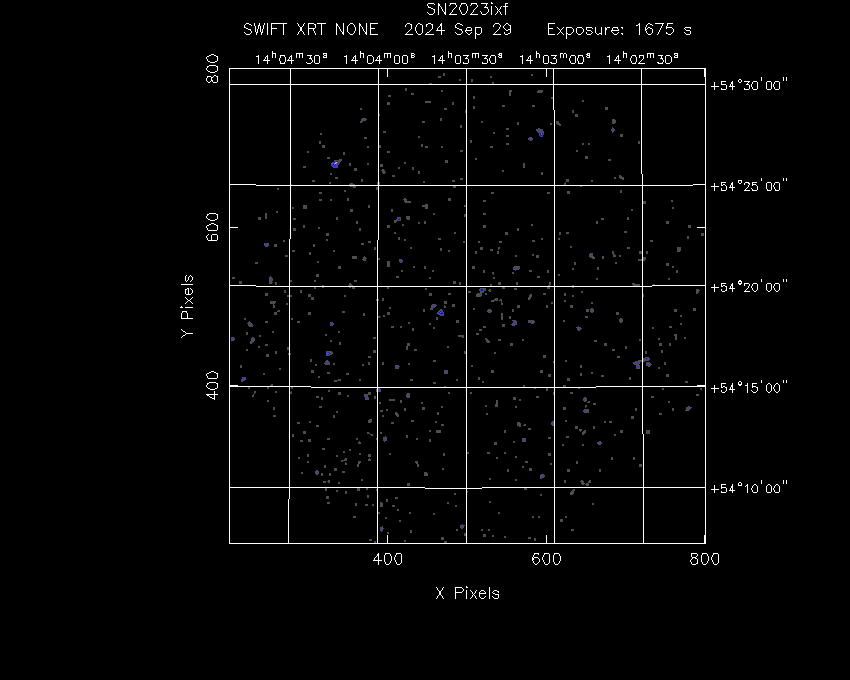 SN2023ixf
SWIFT XRT NONE 2024 Sep 29 Exposure: 1675 s
14h04m30s 14h04m00s 14h03m30s 14h03m00s 14h02m30s
800
+54°30'00"
+54°25'00"
600
+54°20'00"
Y Pixels
400
+54°15'00"
+54°10'00"
400 600 800
X Pixels